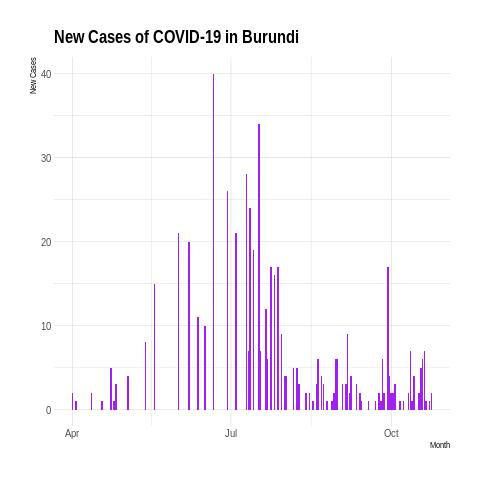 New Cases of COVID-19 in Burundi
New Cases
40
30
20
10
0
Apr
Jul
Oct
Month